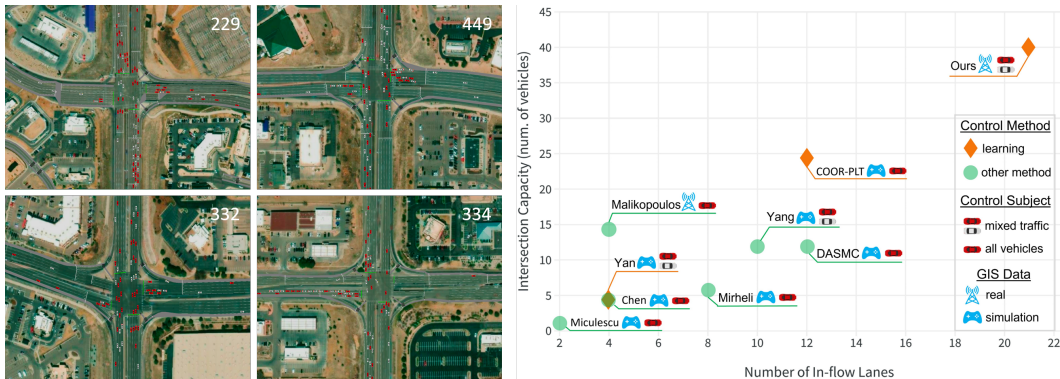 229
449
332
334
Intersection Capacity (num. of vehicles)
45
40
35
30
25
20
15
10
5
0
Ours
COOR-PLT
Malikopoulos
Yang
DASMC
Yan
Chen
Mirheli
Miculescu
Control Method
learning
other method
Control Subject
mixed traffic
all vehicles
GIS Data
real
simulation
2 4 6 8 10 12 14 16 18 20 22
Number of In-flow Lanes